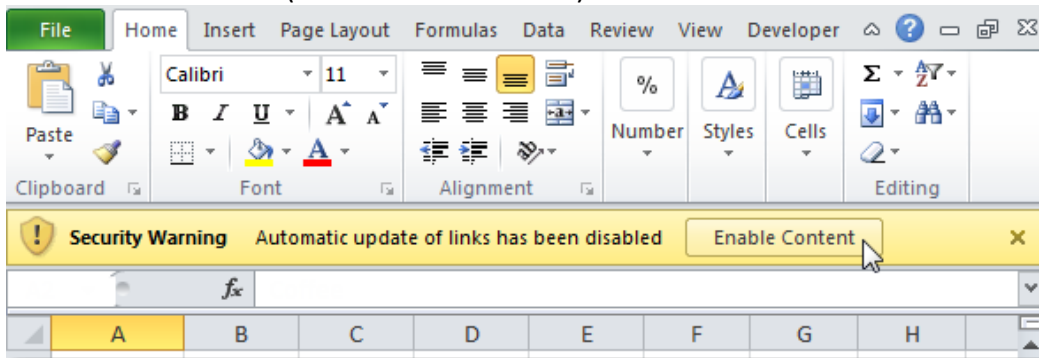 File Home Insert Page Layout Formulas Data Review View Developer
Calibri 11 Σ A Z
B I U A A a %
Paste Number Styles Cells
A
Clipboard Font Alignment Editing
Security Warning Automatic update of links has been disabled Enable Content
fx
A B C D E F G H